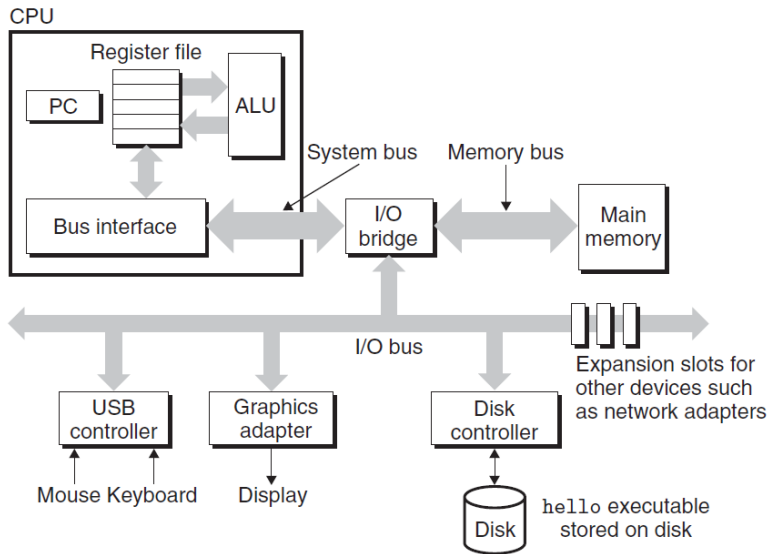 CPU
Register file
PC
ALU
System bus
Memory bus
Bus interface
I/O
bridge
Main
memory
I/O bus
Expansion slots for
other devices such
as network adapters
USB
controller
Graphics
adapter
Disk
controller
Mouse Keyboard
Display
Disk
hello executable
stored on disk